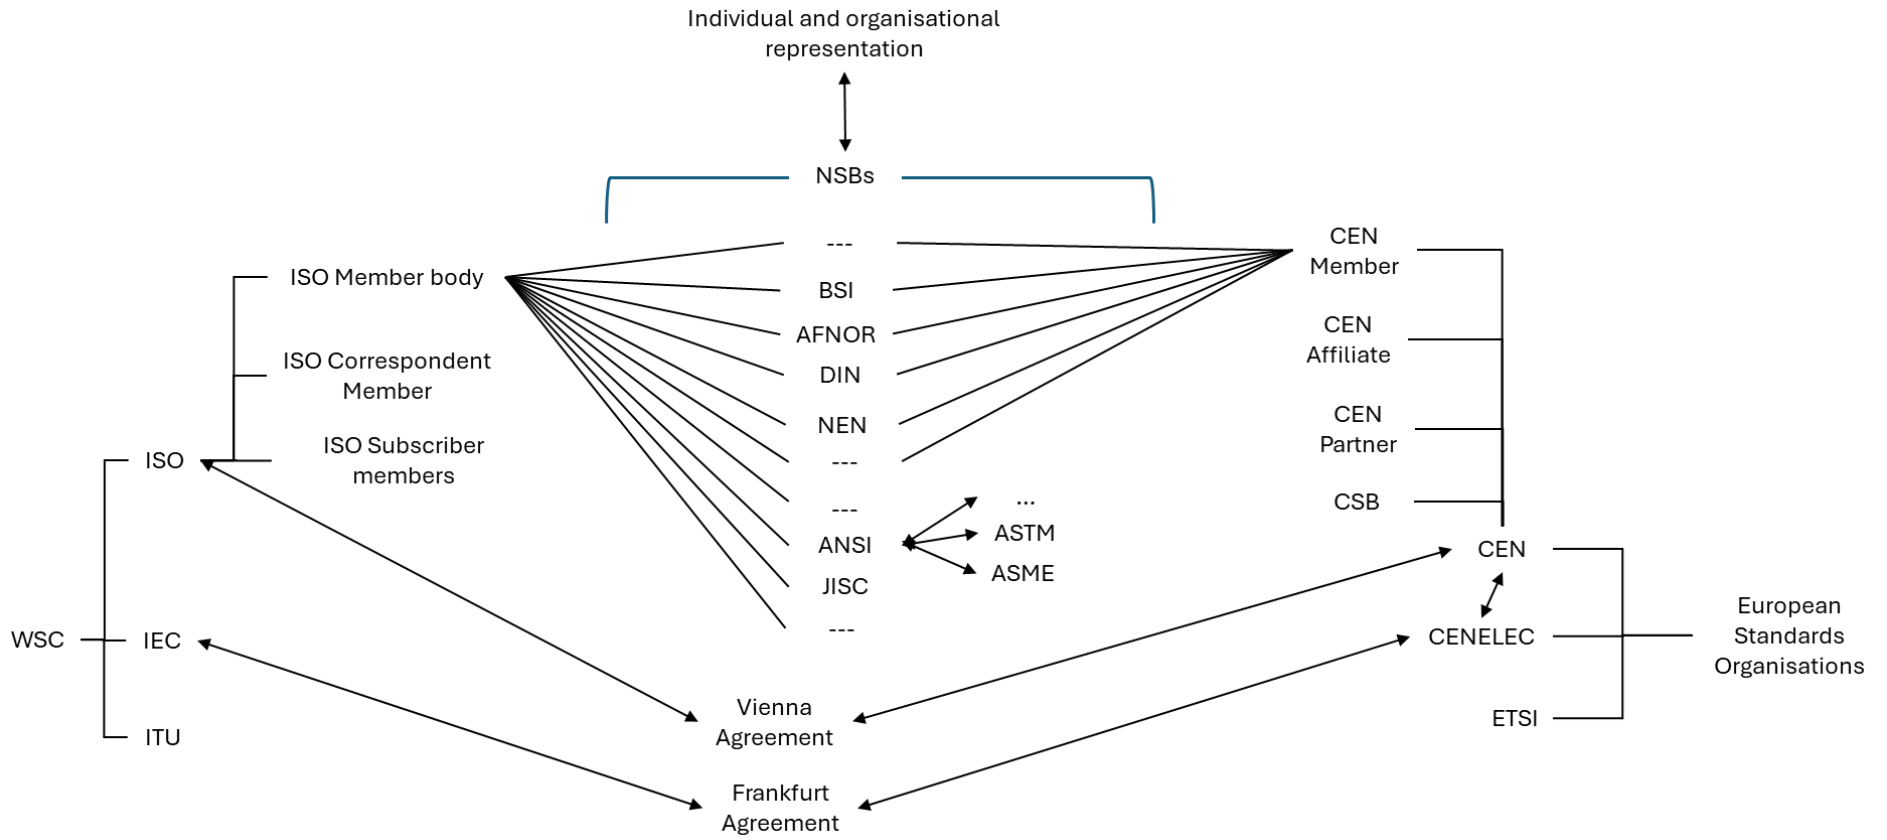 Individual and organisational
representation
NSBs
---
BSI
AFNOR
DIN
NEN
---
---
ANSI
JISC
---
...
ASTM
ASME
ISO Member body
ISO Correspondent
Member
ISO Subscriber
members
ISO
WSC
IEC
ITU
CEN
Member
CEN
Affiliate
CEN
Partner
CSB
CEN
CENELEC
ETSI
European
Standards
Organisations
Vienna
Agreement
Frankfurt
Agreement